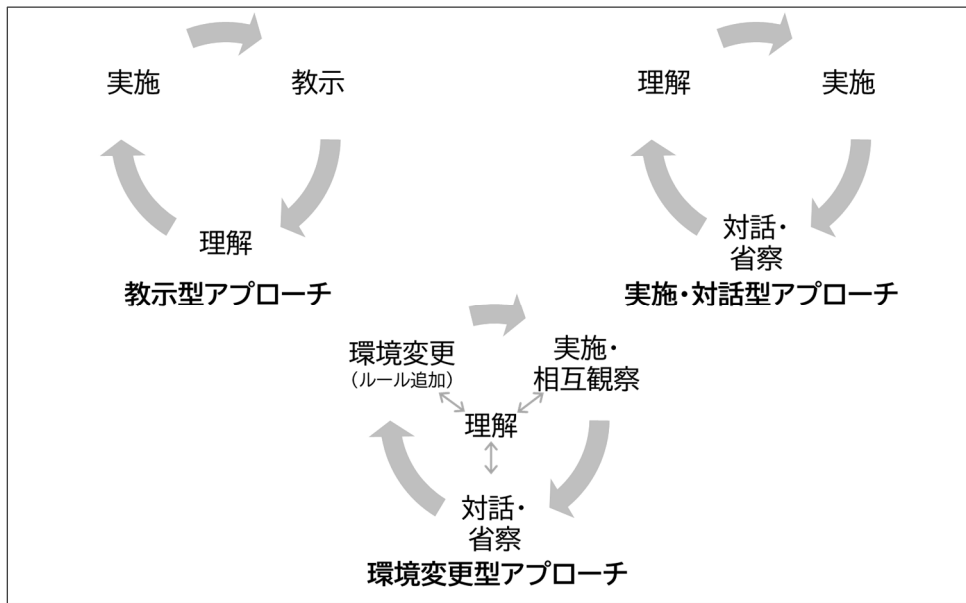 実施
教示
理解
教示型アプローチ
理解
実施
対話・
省察
実施・対話型アプローチ
環境変更
（ルール追加）
実施・
相互観察
理解
対話・
省察
環境変更型アプローチ